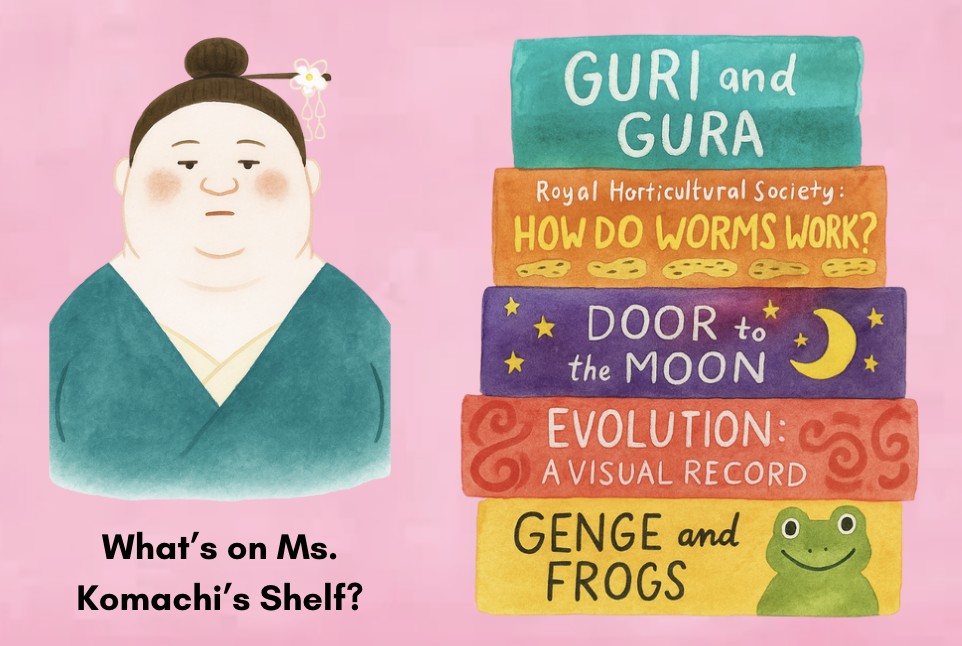 GURI and
GURA
Royal Horticultural Society:
HOW DO WORMS WORK?
DOOR to
the MOON
EVOLUTION:
A VISUAL RECORD
GENGE and
FROGS
What's on Ms.
Komachi's Shelf?